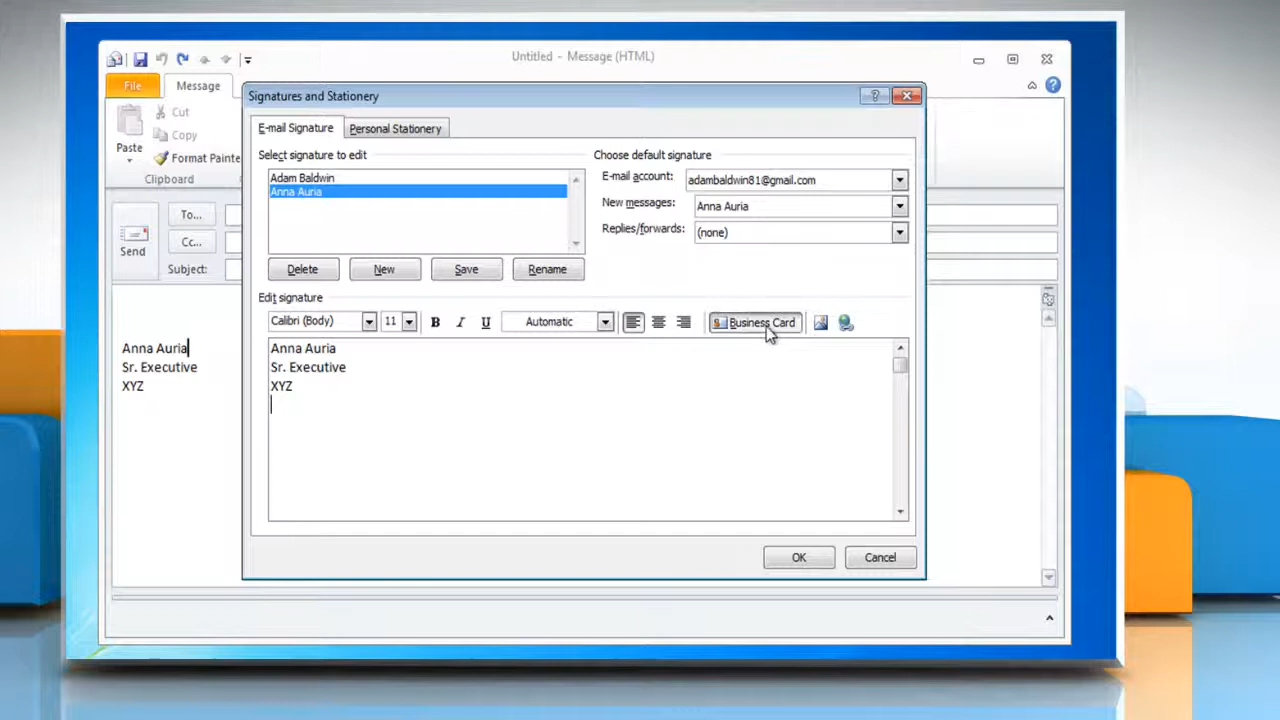 Untitled - Message (HTML)
File
Message
Cut
Copy
Paste
Format Painte
Clipboard
Signatures and Stationery
E-mail Signature
Personal Stationery
Select signature to edit
Adam Baldwin
Anna Auria
Delete
New
Save
Rename
Choose default signature
E-mail account:
adambaldwin81@gmail.com
New messages:
Anna Auria
Replies/forwards:
(none)
Edit signature
Calibri (Body)
11
B
I
U
Automatic
Business Card
Anna Auria
Sr. Executive
XYZ
OK
Cancel
Send
To...
Cc...
Subject:
Anna Auria
Sr. Executive
XYZ